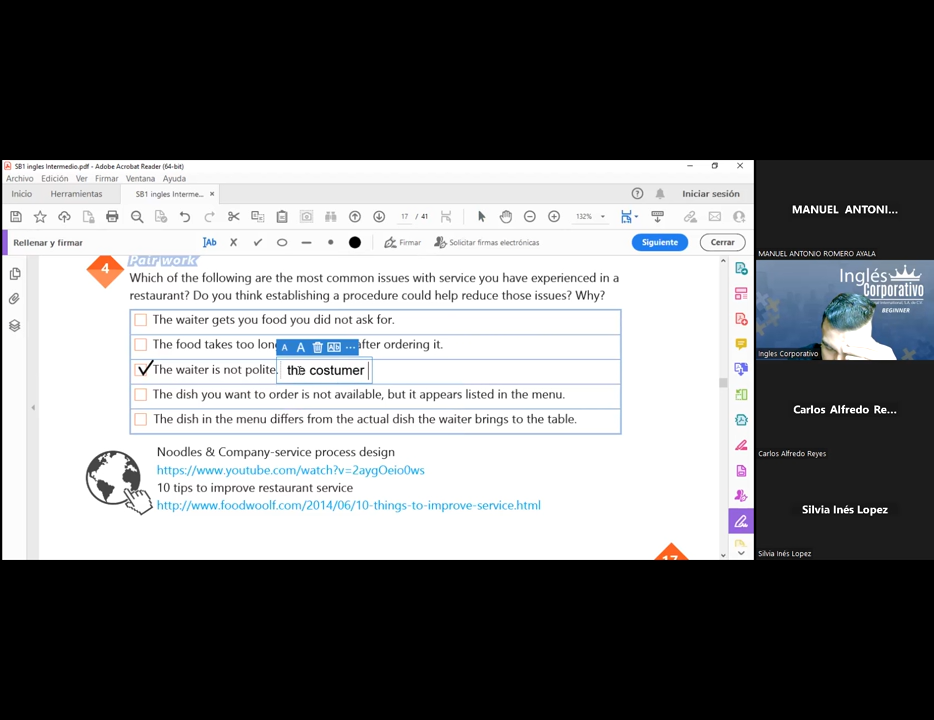 SB1 ingles Intermedio.pdf - Adobe Acrobat Reader (64-bit)
Archivo Edición Ver Firmar Ventana Ayuda
Inicio Herramientas SB1 ingles Interme... × Iniciar sesión
17 / 41 132%
Rellenar y firmar Ab Firmar Solicitar firmas electrónicas Siguiente Cerrar
4 Pair work
Which of the following are the most common issues with service you have experienced in a
restaurant? Do you think establishing a procedure could help reduce those issues? Why?
The waiter gets you food you did not ask for.
The food takes too after ordering it.
The waiter is not polite. the costumer
The dish you want to order is not available, but it appears listed in the menu.
The dish in the menu differs from the actual dish the waiter brings to the table.
Noodles & Company-service process design
https://www.youtube.com/watch?v=2aygOeio0ws
10 tips to improve restaurant service
http://www.foodwoolf.com/2014/06/10-things-to-improve-service.html
17
MANUEL ANTONI...
MANUEL ANTONIO ROMERO AYALA
Inglés
Corporativo
BEGINNER
Ingles Corporativo
Carlos Alfredo Re...
Carlos Alfredo Reyes
Silvia Inés Lopez
Silvia Inés Lopez